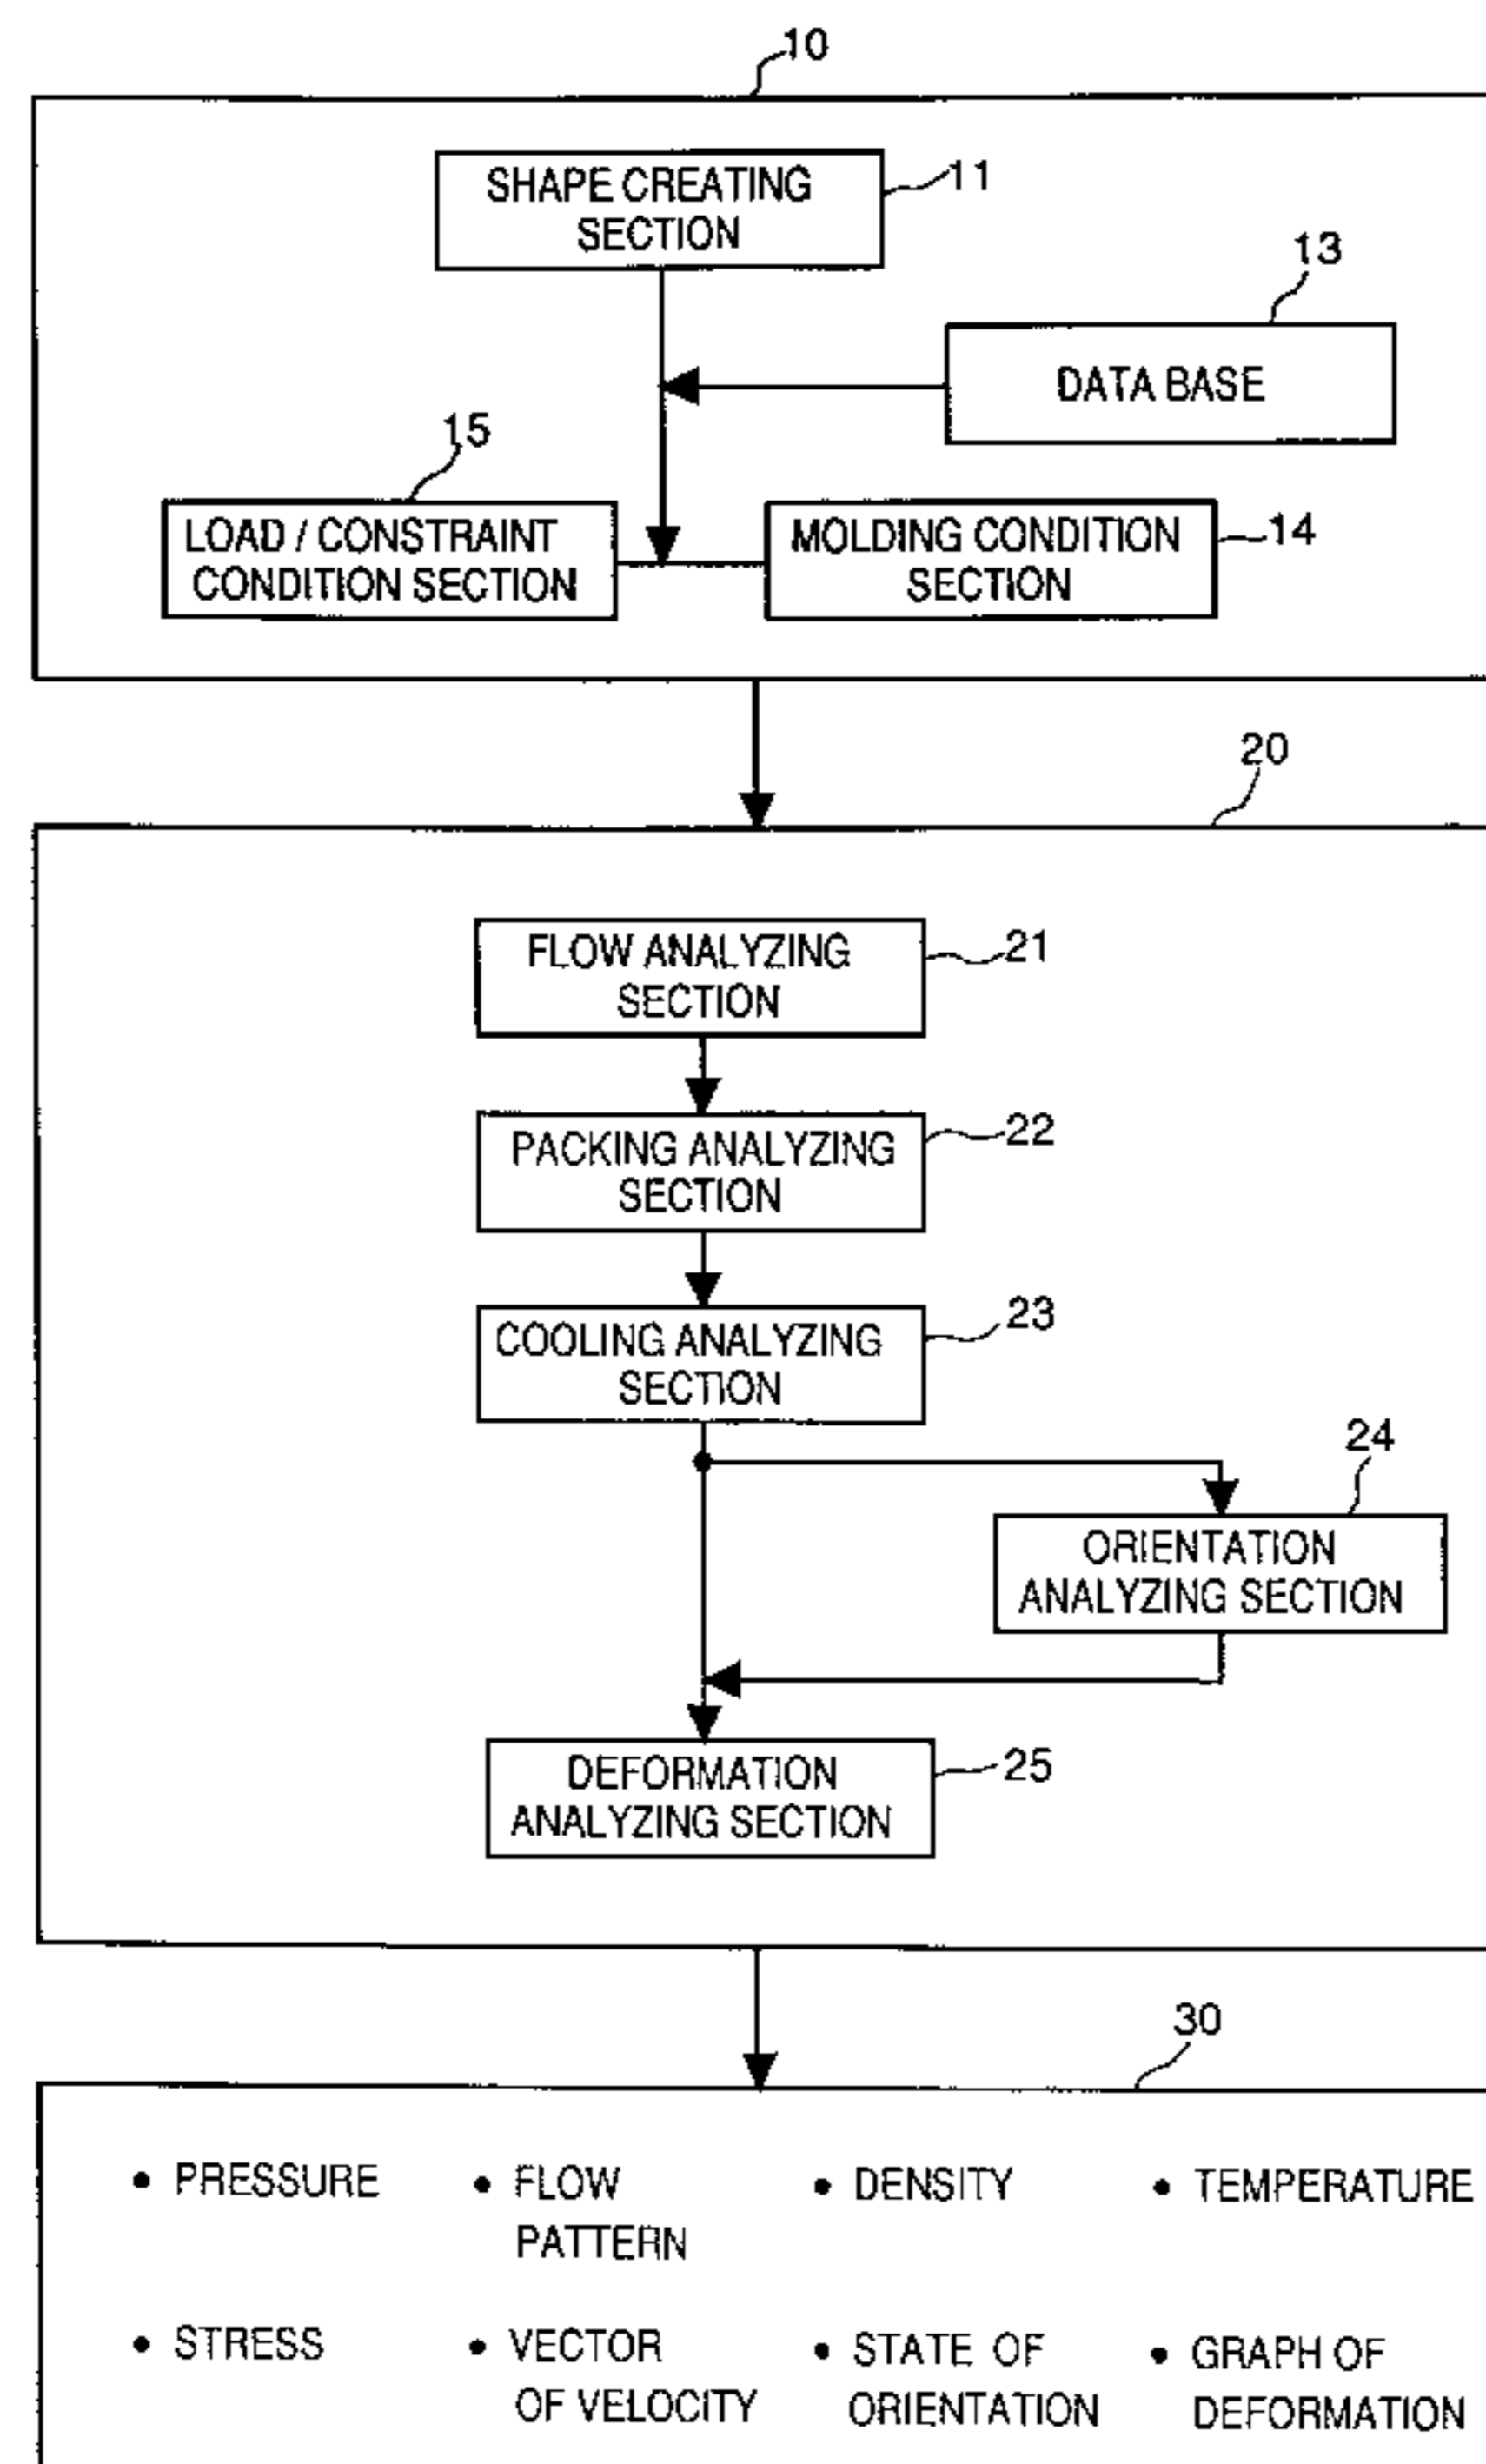 10
SHAPE CREATING
SECTION
11
13
DATA BASE
15
LOAD / CONSTRAINT
CONDITION SECTION
MOLDING CONDITION
SECTION
14
20
FLOW ANALYZING
SECTION
21
PACKING ANALYZING
SECTION
22
COOLING ANALYZING
SECTION
23
24
ORIENTATION
ANALYZING SECTION
DEFORMATION
ANALYZING SECTION
25
30
• PRESSURE
• FLOW
PATTERN
• DENSITY
• TEMPERATURE
• STRESS
• VECTOR
OF VELOCITY
• STATE OF
ORIENTATION
• GRAPH OF
DEFORMATION